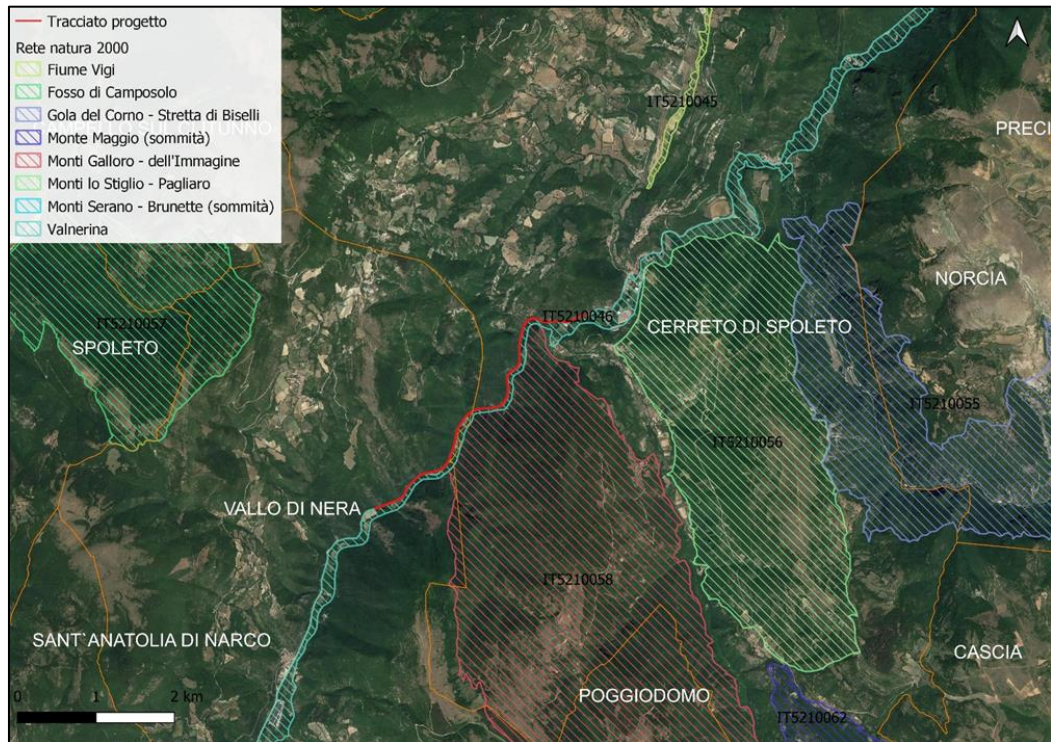 Tracciato progetto
Rete natura 2000
Fiume Vigi
Fosso di Camposolo
Gola del Corno - Stretta di Biselli
Monte Maggio (sommità)
Monti Galloro - dell'Immagine
Monti lo Stiglio - Pagliaro
Monti Serano - Brunette (sommità)
Valnerina
IT5210045
PRECI
NORCIA
IT5210046
IT5210057
SPOLETO
CERRETO DI SPOLETO
IT5210055
IT5210056
VALLO DI NERA
IT5210058
SANT'ANATOLIA DI NARCO
CASCIA
POGGIODOMO
0 1 2 km
IT5210062